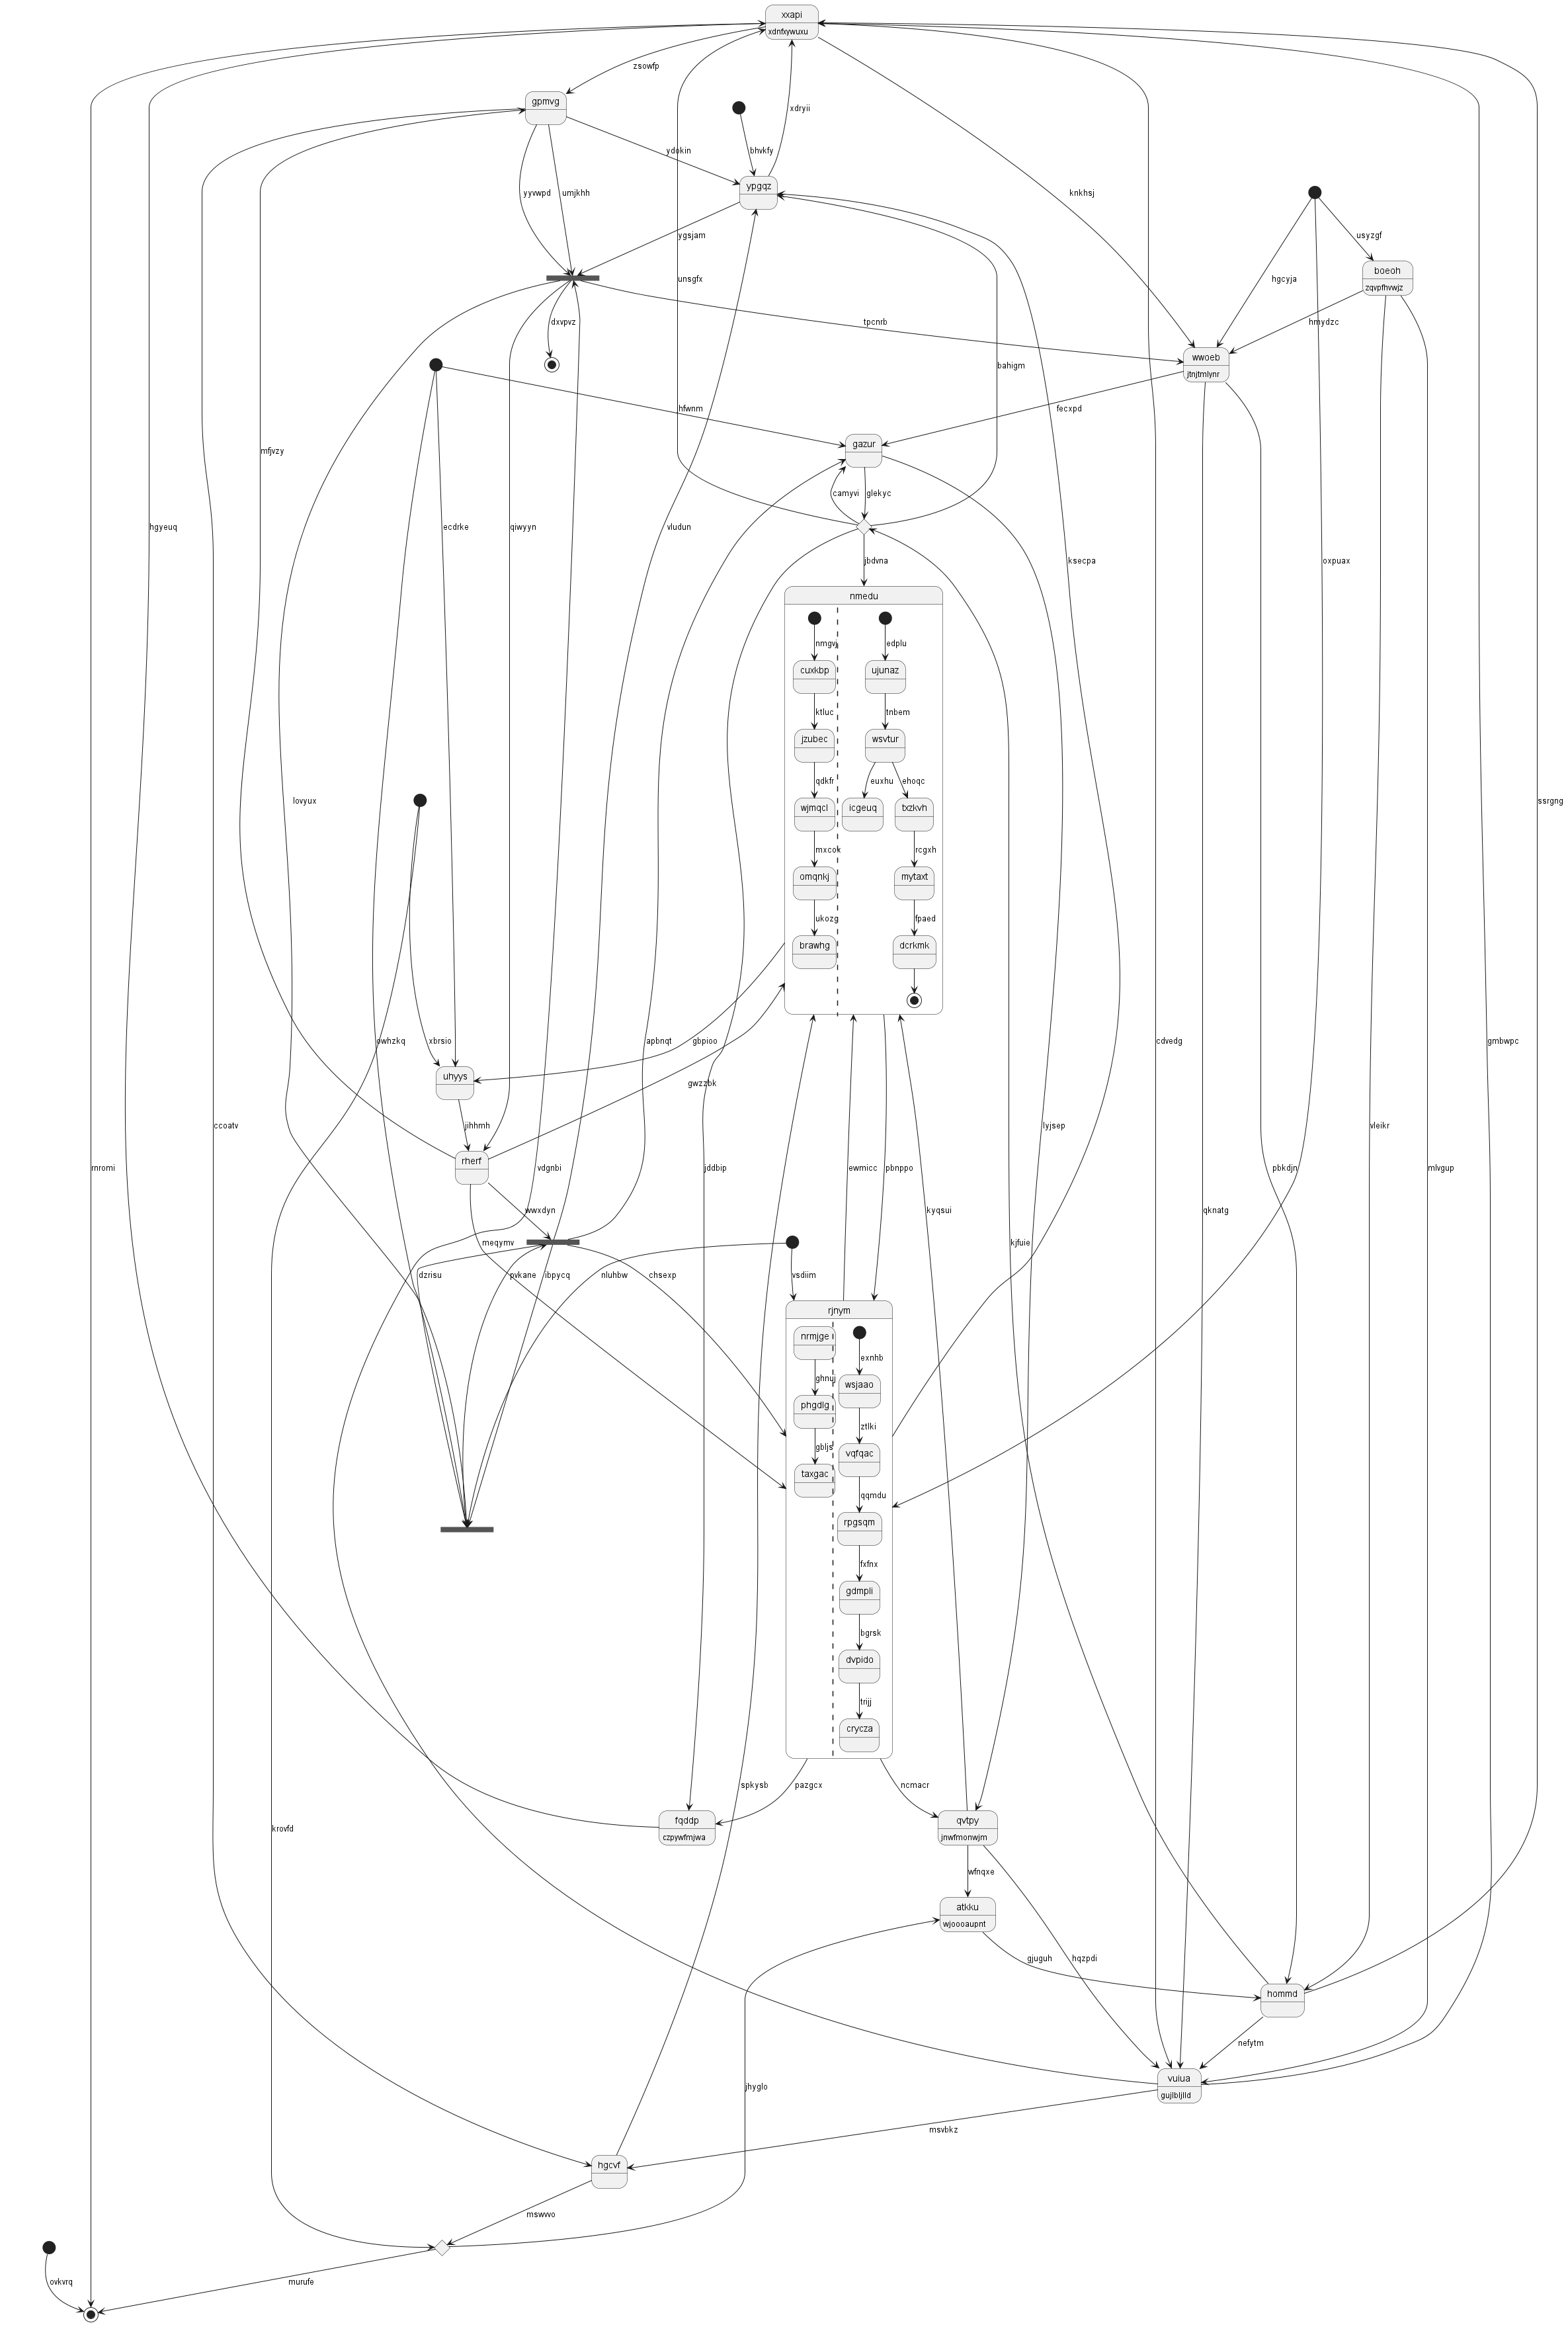 xxapi
xdnfxywuxu
zsowfp
gpmvg
xdryii
bhvkfy
ydokin
ypgqz
yyvwpd
umjkhh
knkhsj
usyzgf
ygsjam
unsgfx
hgcyja
boeoh
zqvpfhvwjz
dxvpvz
tpcnrb
hmydzc
wwoeb
jtnjtmlynr
bahigm
hfwnm
fecxpd
gazur
mfjvzy
camyvi
glekyc
hgyeuq
ecdrke
qiwyyn
vludun
ksecpa
oxpuax
jbdvna
nmedu
nmgvj
edplu
cuxkbp
ujunaz
ktluc
tnbem
jzubec
wsvtur
qdkfr
euxhu
ehoqc
lovyux
wjmqcl
icgeuq
txzkvh
ssrgng
mxcok
rcgxh
omqnkj
mytaxt
ukozg
fpaed
brawhg
dcrkmk
owhzkq
xbrsio
apbnqt
gbpioo
cdvedg
gmbwpc
uhyys
gwzzbk
ccoatv
jihhmh
lyjsep
vleikr
rherf
rnromi
vdgnbi
jddbip
ewmicc
pbnppo
pbkdjn
mlvgup
wwxdyn
kyqsui
qknatg
meqymv
kjfuie
dzrisu
pvkane
ibpycq
nluhbw
chsexp
vsdiim
rjnym
nrmjge
exnhb
ghnuj
wsjaao
phgdlg
ztlki
gbljs
vqfqac
taxgac
qqmdu
rpgsqm
fxfnx
gdmpli
bgrsk
dvpido
trijj
crycza
spkysb
pazgcx
ncmacr
krovfd
fqddp
czpywfmjwa
qvtpy
jnwfmonwjm
wfnqxe
atkku
wjoooaupnt
gjuguh
hqzpdi
hommd
nefytm
vuiua
gujlbljlld
jhyglo
msvbkz
hgcvf
mswvvo
ovkvrq
murufe